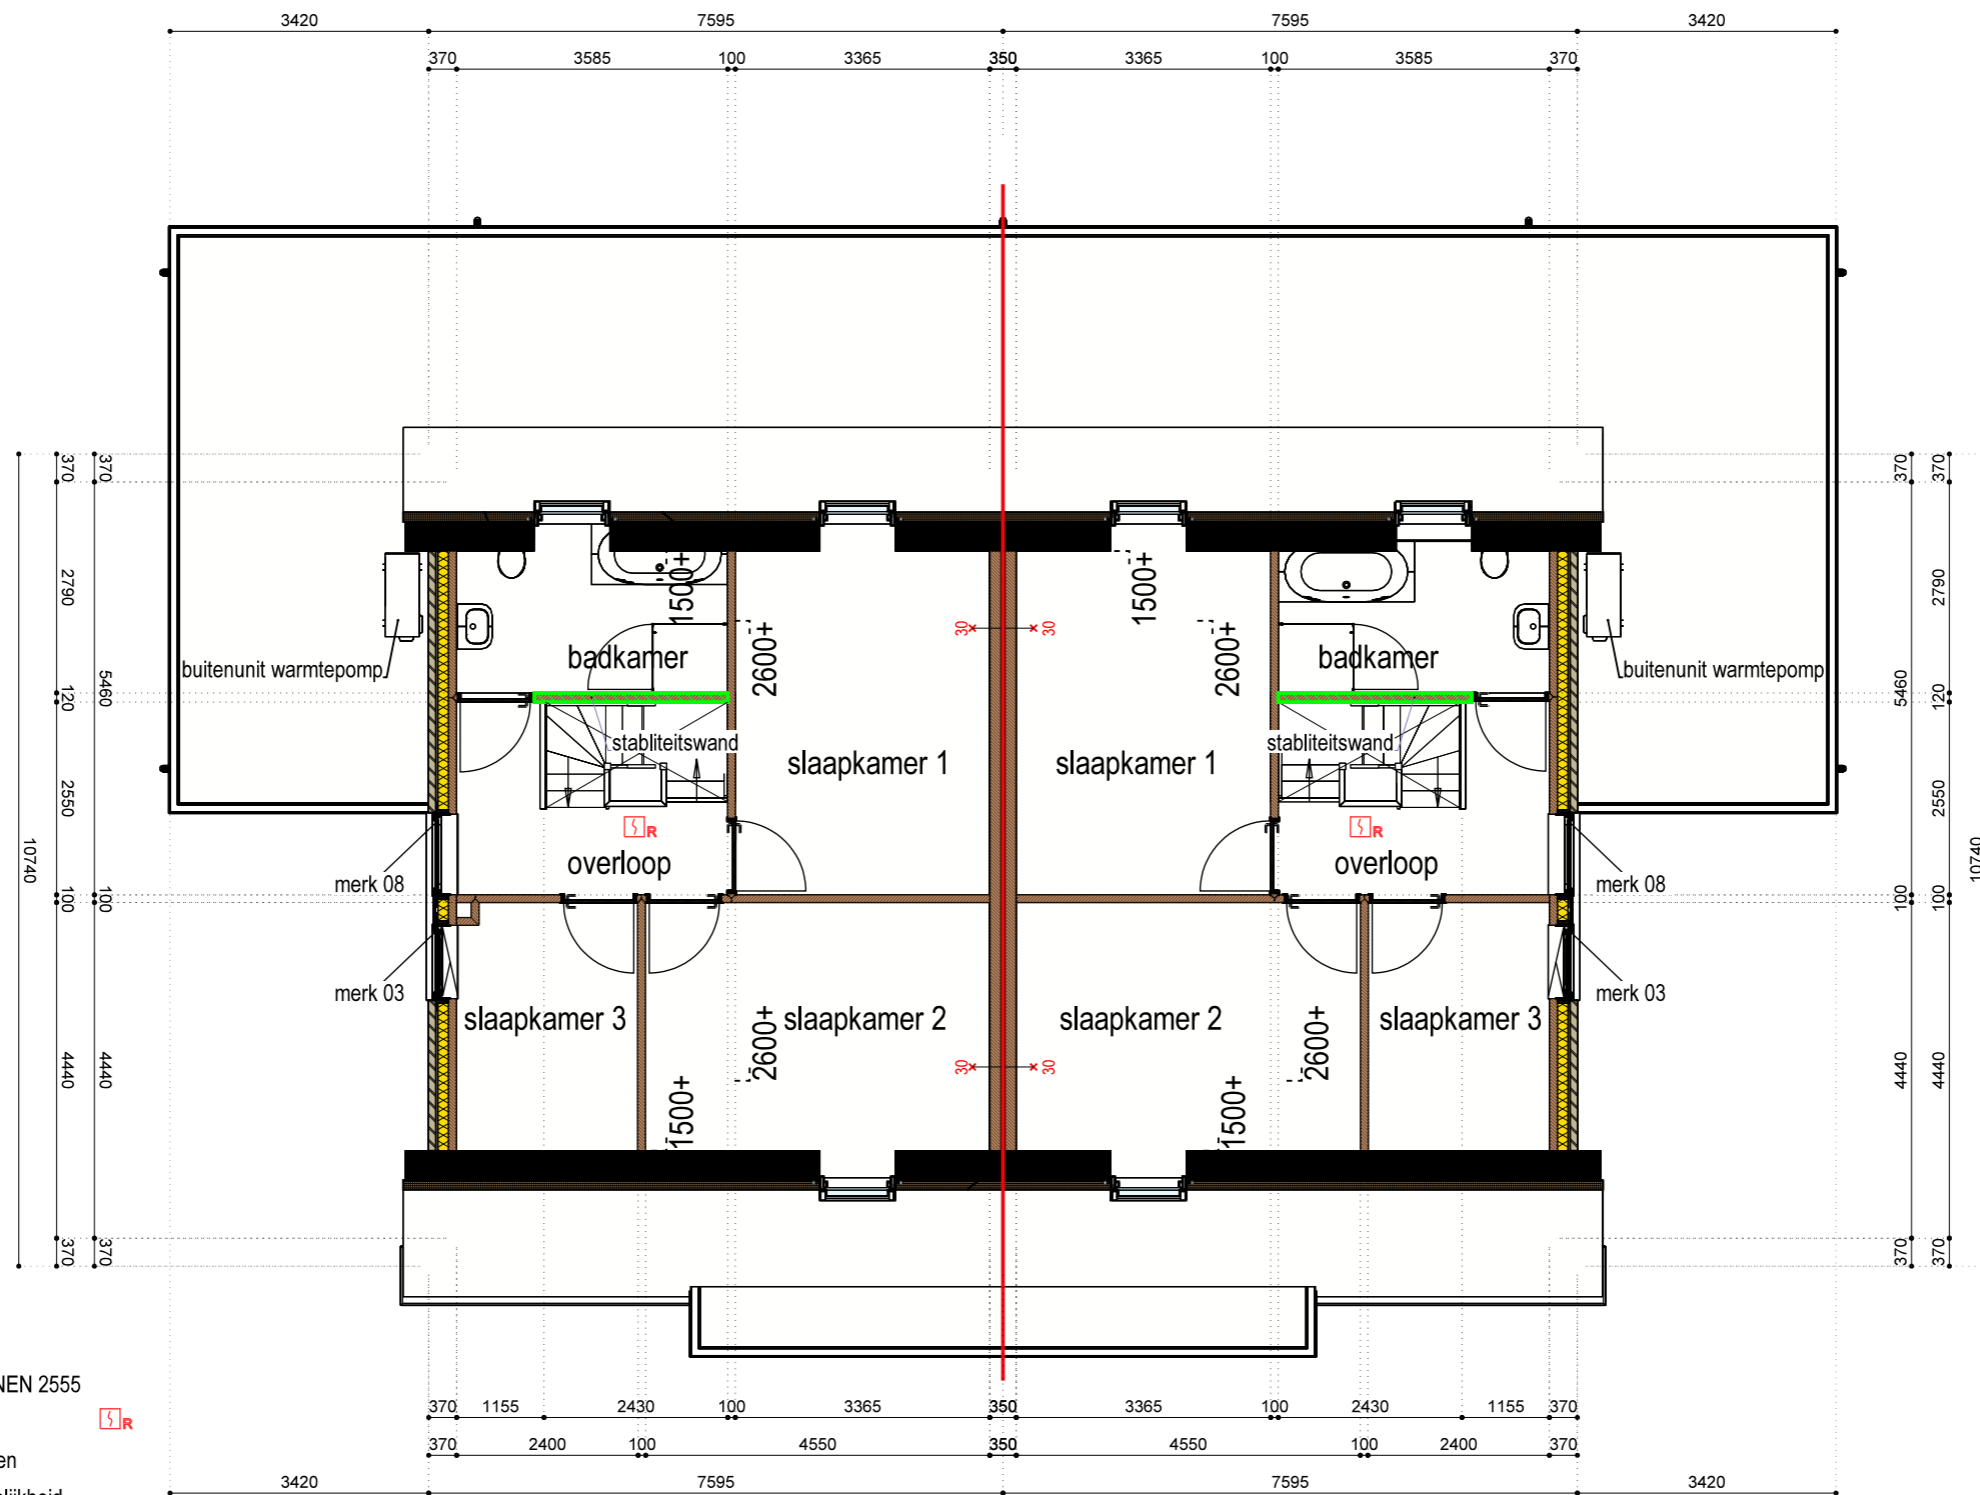 3420 7595 7595 3420
370 3585 100 3365 350 3365 100 3585 370
370 370 370 370
2790 2790 2790 2790
1500+ 1500+
30 30
badkamer 2600+ 2600+ badkamer
buitenunit warmtepomp buitenunit warmtepomp
120 5460 5460 120
stabliteitswand stabliteitswand
slaapkamer 1 slaapkamer 1
2550 2550
R R
10740 overloop overloop 10740
merk 08 merk 08
100 100 100 100
merk 03 merk 03
slaapkamer 3 slaapkamer 2 slaapkamer 2 slaapkamer 3
2600+ 2600+
4440 4440 30 30 4440 4440
1500+ 1500+
370 370 370 370
NEN 2555
R
370 1155 2430 100 3365 350 3365 100 2430 1155 370
370 2400 100 4550 350 4550 100 2400 370
en
3420 7595 7595 3420